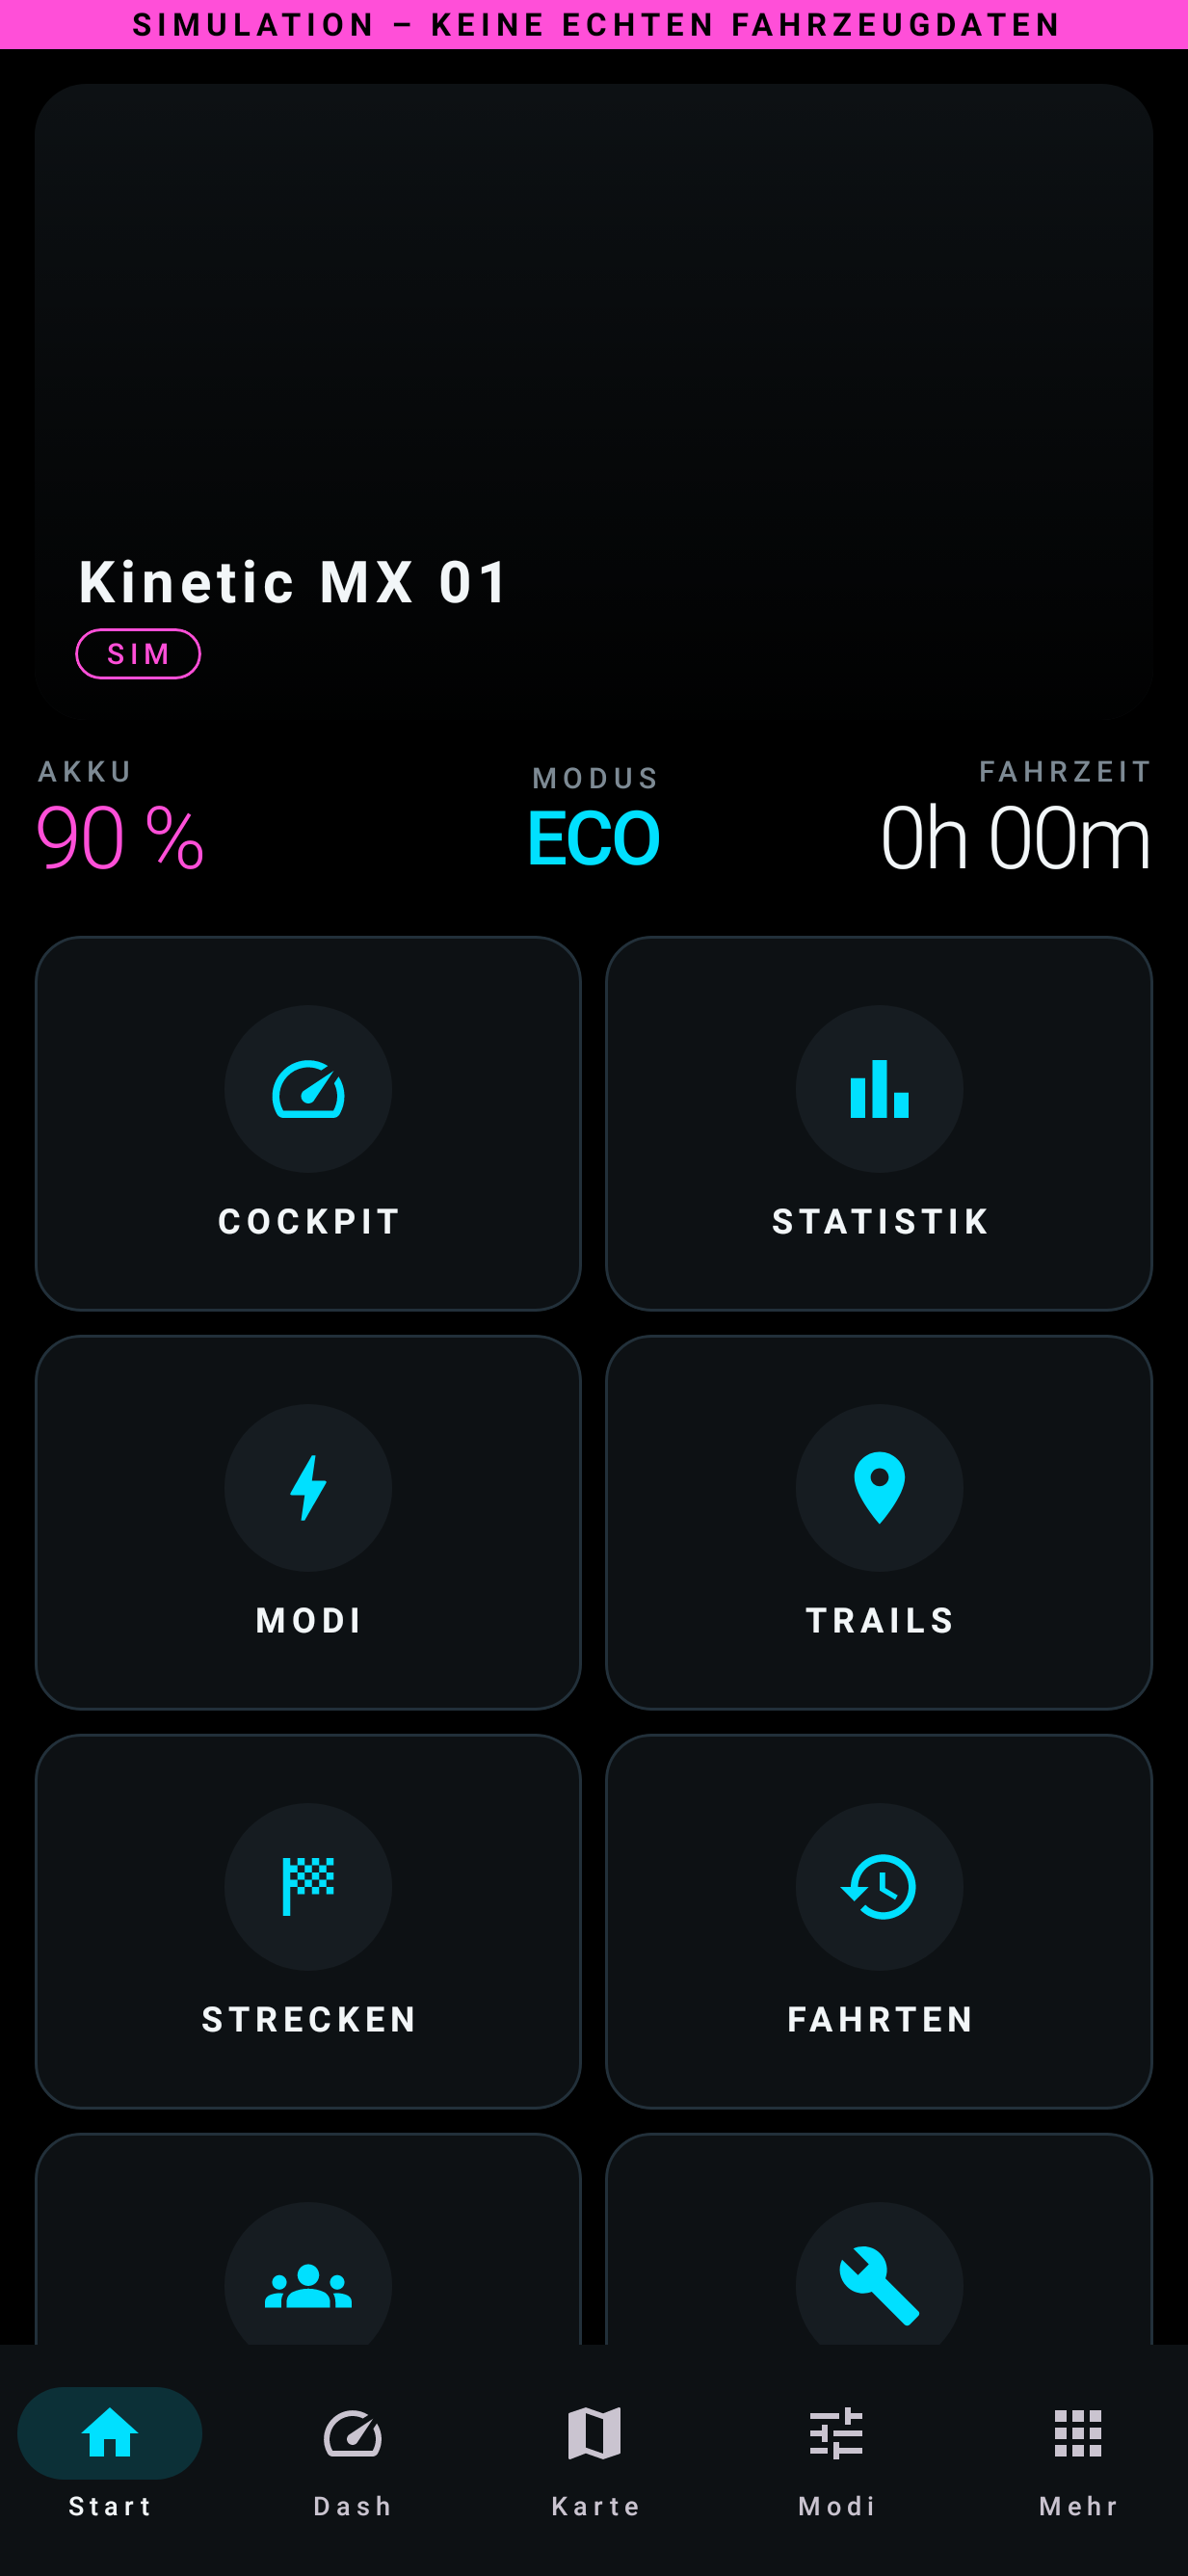 SIMULATION – KEINE ECHTEN FAHRZEUGDATEN
Kinetic MX 01
SIM
AKKU MODUS FAHRZEIT
90 % ECO 0h 00m
COCKPIT STATISTIK
MODI TRAILS
STRECKEN FAHRTEN
Start Dash Karte Modi Mehr